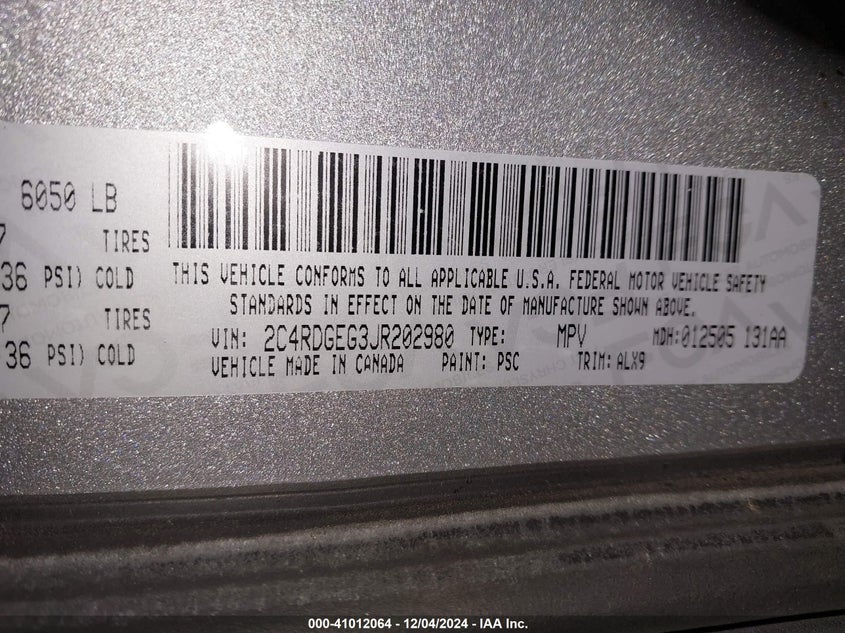 6050 LB
7 TIRES
36 PSI) COLD
7 TIRES
36 PSI) COLD
THIS VEHICLE CONFORMS TO ALL APPLICABLE U.S.A. FEDERAL MOTOR VEHICLE SAFETY
STANDARDS IN EFFECT ON THE DATE OF MANUFACTURE SHOWN ABOVE.
VIN: 2C4RDGEG3JR202980 TYPE: MPV MDH:012505 131AA
VEHICLE MADE IN CANADA PAINT: PSC TRIM: ALX9
000-41012064 - 12/04/2024 - IAA Inc.